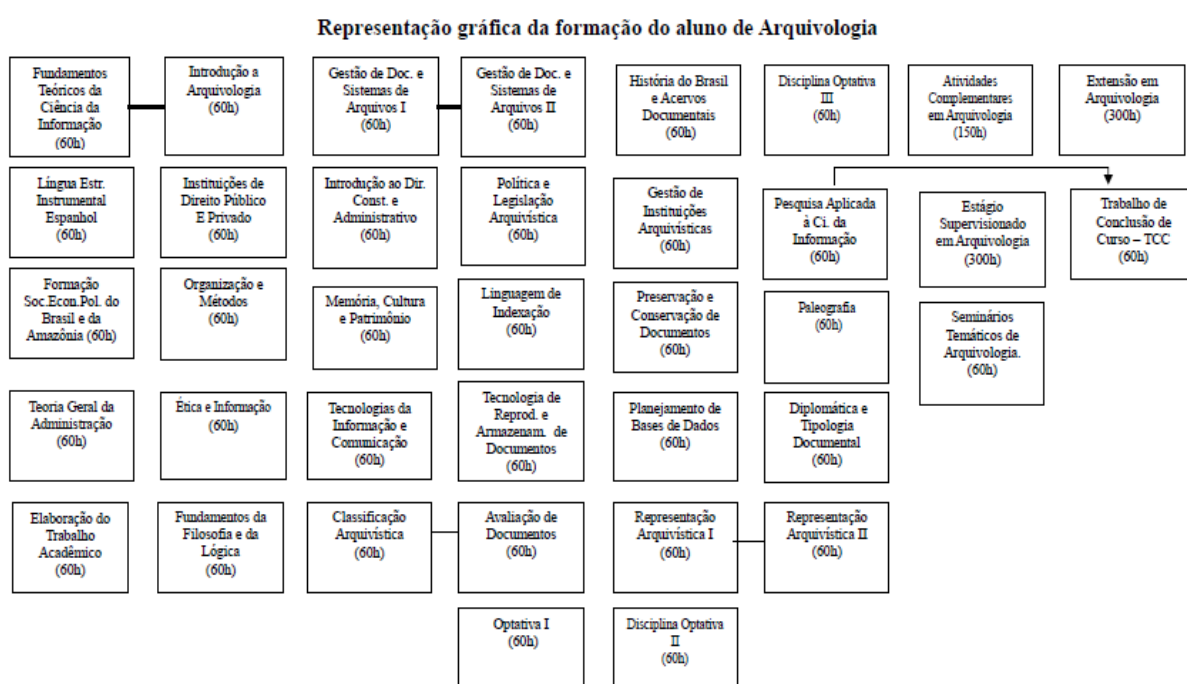 Representação gráfica da formação do aluno de Arquivologia
Fundamentos
Teóricos da
Ciência da
Informação
(60h)
Introdução a
Arquivologia
(60h)
Gestão de Doc. e
Sistemas de
Arquivos I
(60h)
Gestão de Doc. e
Sistemas de
Arquivos II
(60h)
História do Brasil
e Acervos
Documentais
(60h)
Disciplina Optativa
III
(60h)
Atividades
Complementares
em Arquivologia
(150h)
Extensão em
Arquivologia
(300h)
Língua Estr.
Instrumental
Espanhol
(60h)
Instituições de
Direito Público
E Privado
(60h)
Introdução ao Dir.
Const. e
Administrativo
(60h)
Política e
Legislação
Arquivística
(60h)
Gestão de
Instituições
Arquivísticas
(60h)
Pesquisa Aplicada
à Ci. da
Informação
(60h)
Estágio
Supervisionado
em Arquivologia
(300h)
Trabalho de
Conclusão de
Curso – TCC
(60h)
Formação
Soc.Econ.Pol. do
Brasil e da
Amazônia (60h)
Organização e
Métodos
(60h)
Memória, Cultura
e Patrimônio
(60h)
Linguagem de
Indexação
(60h)
Preservação e
Conservação de
Documentos
(60h)
Paleografia
(60h)
Seminários
Temáticos de
Arquivologia.
(60h)
Teoria Geral da
Administração
(60h)
Ética e Informação
(60h)
Tecnologias da
Informação e
Comunicação
(60h)
Tecnologia de
Reprod. e
Armazenam. de
Documentos
(60h)
Planejamento de
Bases de Dados
(60h)
Diplomática e
Tipologia
Documental
(60h)
Elaboração do
Trabalho
Acadêmico
(60h)
Fundamentos da
Filosofia e da
Lógica
(60h)
Classificação
Arquivística
(60h)
Avaliação de
Documentos
(60h)
Representação
Arquivística I
(60h)
Representação
Arquivística II
(60h)
Optativa I
(60h)
Disciplina Optativa
II
(60h)